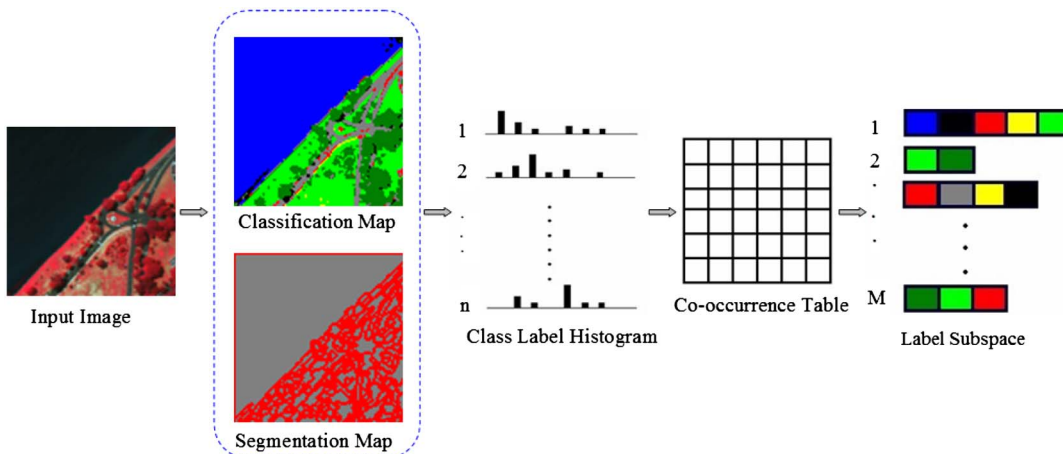 Input Image
Classification Map
Segmentation Map
1
2
n
Class Label Histogram
Co-occurrence Table
1
2
M
Label Subspace